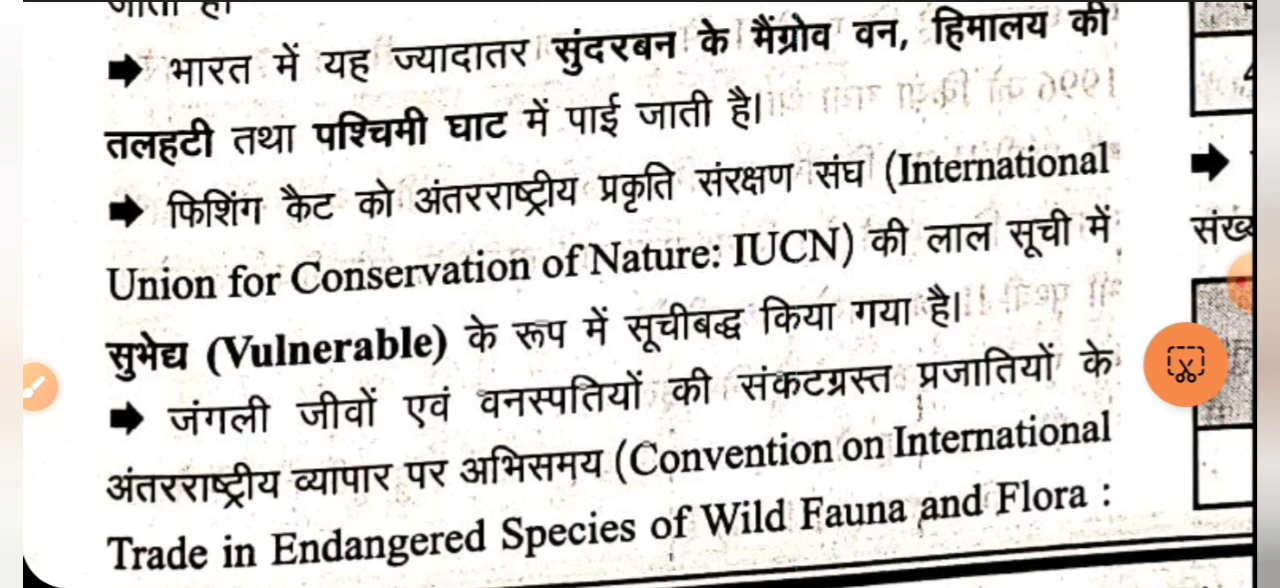 ➡ भारत में यह ज्यादातर सुंदरबन के मैंग्रोव वन, हिमालय की
तलहटी तथा पश्चिमी घाट में पाई जाती है।
➡ फिशिंग कैट को अंतरराष्ट्रीय प्रकृति संरक्षण संघ (International
Union for Conservation of Nature: IUCN) की लाल सूची में
सुभेद्य (Vulnerable) के रूप में सूचीबद्ध किया गया है।
➡ जंगली जीवों एवं वनस्पतियों की संकटग्रस्त प्रजातियों के
अंतरराष्ट्रीय व्यापार पर अभिसमय (Convention on International
Trade in Endangered Species of Wild Fauna and Flora :